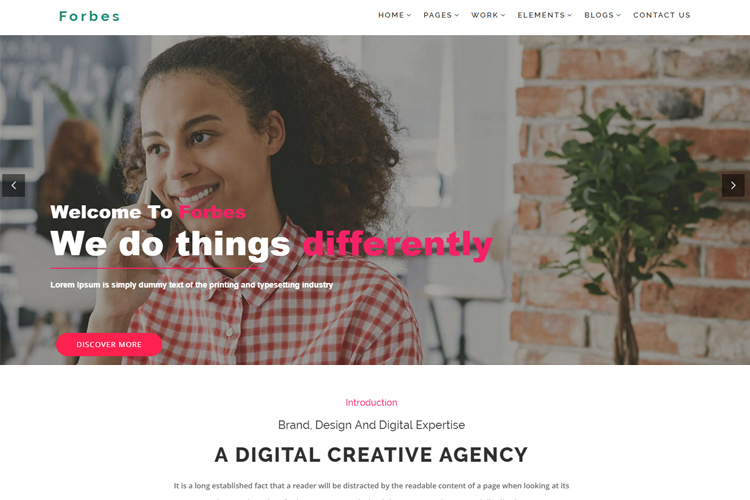 Forbes
HOME PAGES WORK ELEMENTS BLOGS CONTACT US
Welcome To Forbes
We do things differently
Lorem Ipsum is simply dummy text of the printing and typesetting industry
DISCOVER MORE
Introduction
Brand, Design And Digital Expertise
A DIGITAL CREATIVE AGENCY
It is a long established fact that a reader will be distracted by the readable content of a page when looking at its